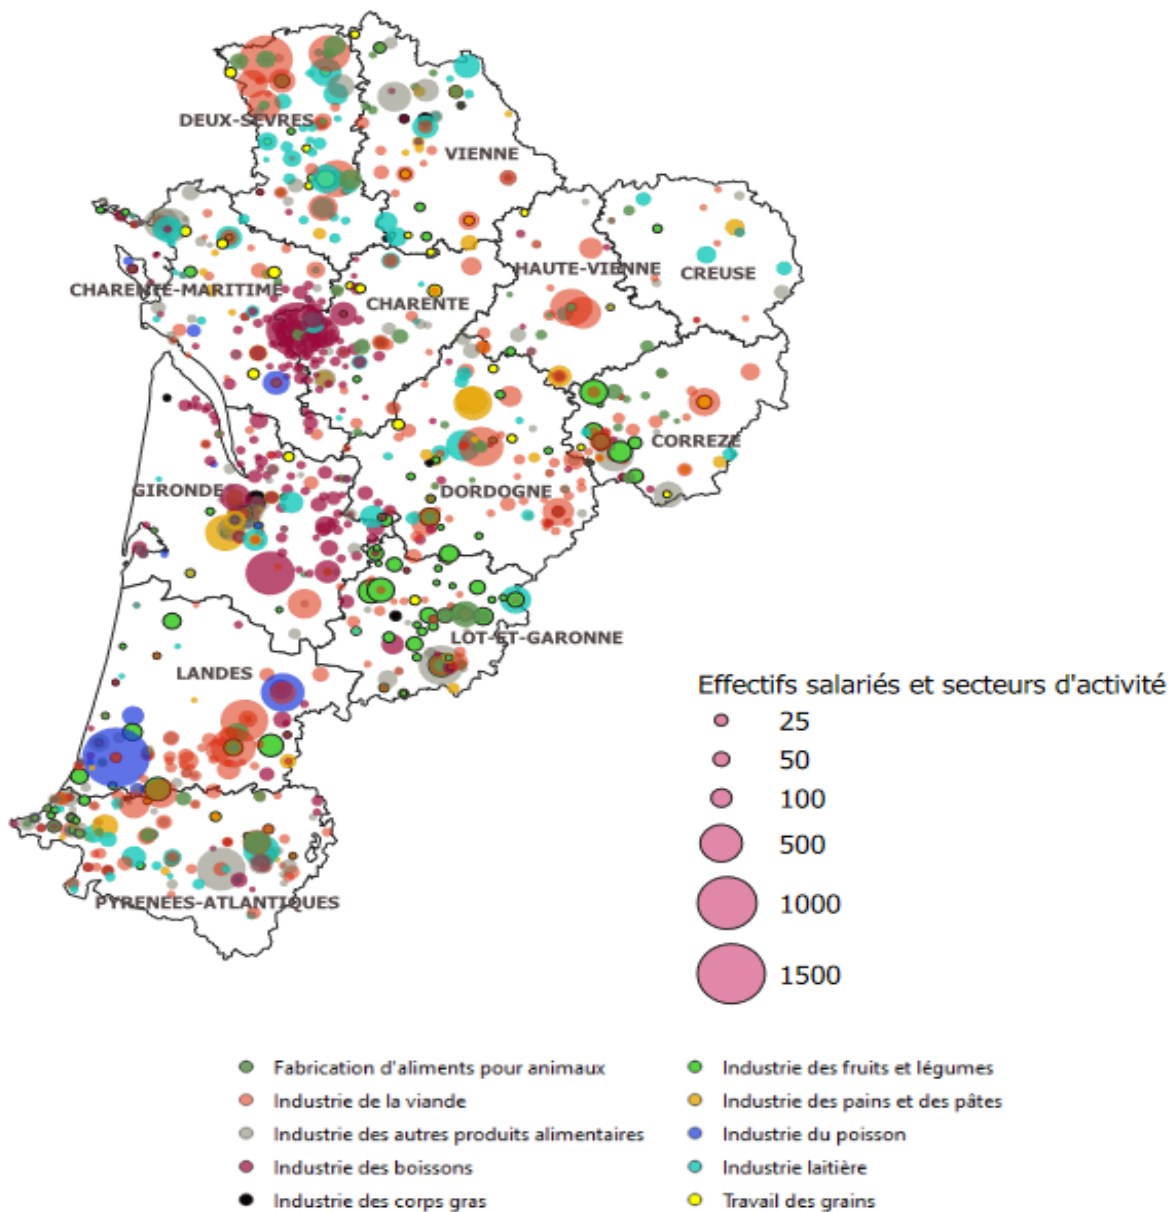 DEUX-SEVRES
VIENNE
HAUTE-VIENNE
CREUSE
CHARENTE-MARITIME
CHARENTE
CORREZE
GIRONDE
DORDOGNE
LOT-ET-GARONNE
LANDES
Effectifs salariés et secteurs d'activité
25
50
100
500
1000
1500
PYRENEES-ATLANTIQUES
Fabrication d'aliments pour animaux
Industrie de la viande
Industrie des autres produits alimentaires
Industrie des boissons
Industrie des corps gras
Industrie des fruits et légumes
Industrie des pains et des pâtes
Industrie du poisson
Industrie laitière
Travail des grains